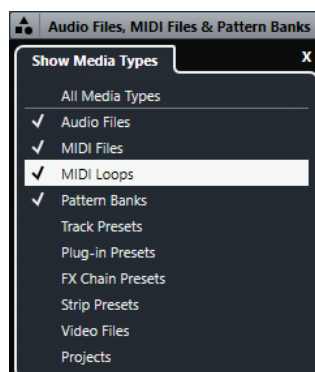 Audio Files, MIDI Files & Pattern Banks
Show Media Types X
All Media Types
Audio Files
MIDI Files
MIDI Loops
Pattern Banks
Track Presets
Plug-in Presets
FX Chain Presets
Strip Presets
Video Files
Projects